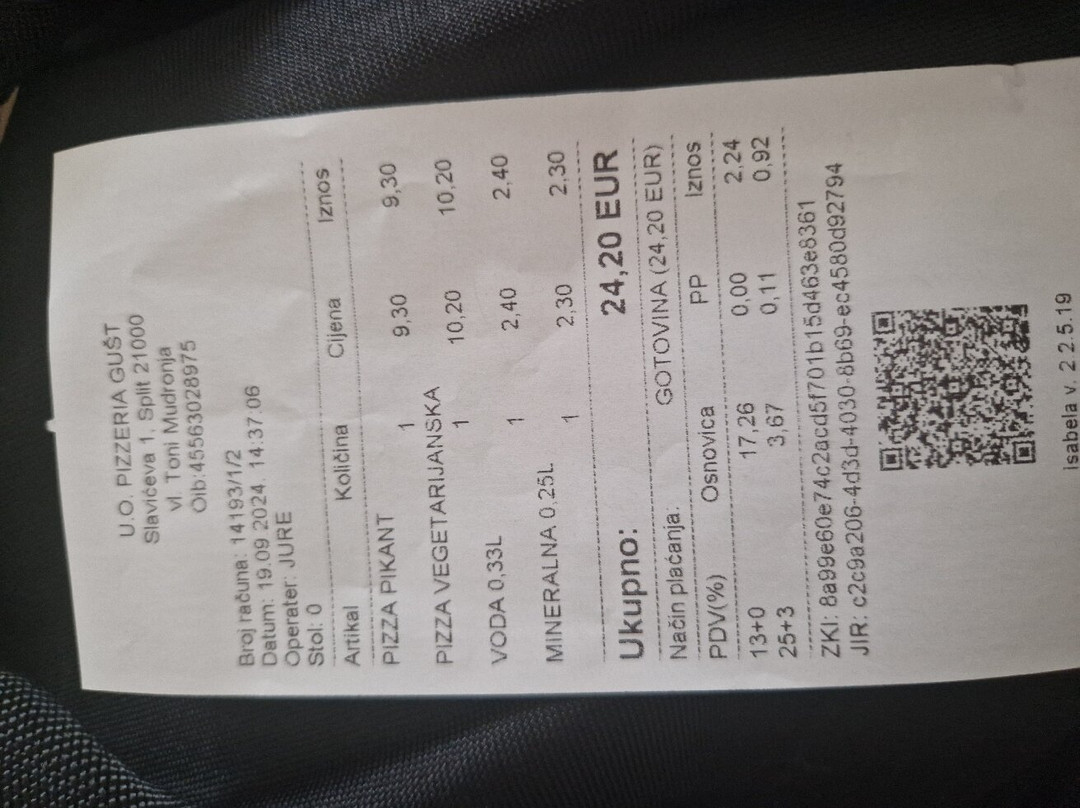 U.O. PIZZERIA GUŠT
Slavićeva 1, Split 21000
vl. Toni Mudronja
Oib:45563028975
Broj računa: 14193/1/2
Datum: 19.09.2024. 14:37:06
Operater: JURE
Stol: 0
Artikal Količina Cijena Iznos
PIZZA PIKANT
1 9,30 9,30
PIZZA VEGETARIJANSKA
1 10,20 10,20
VODA 0,33L
1 2,40 2,40
MINERALNA 0,25L
1 2,30 2,30
Ukupno: 24,20 EUR
Način plaćanja: GOTOVINA (24,20 EUR)
PDV(%) Osnovica PP Iznos
13+0 17,26 0,00 2,24
25+3 3,67 0,11 0,92
ZKI: 8a99e60e74c2acd5f701b15d463e8361
JIR: c2c9a206-4d3d-4030-8b69-ec4580d92794
Isabela v. 2.2.5.19